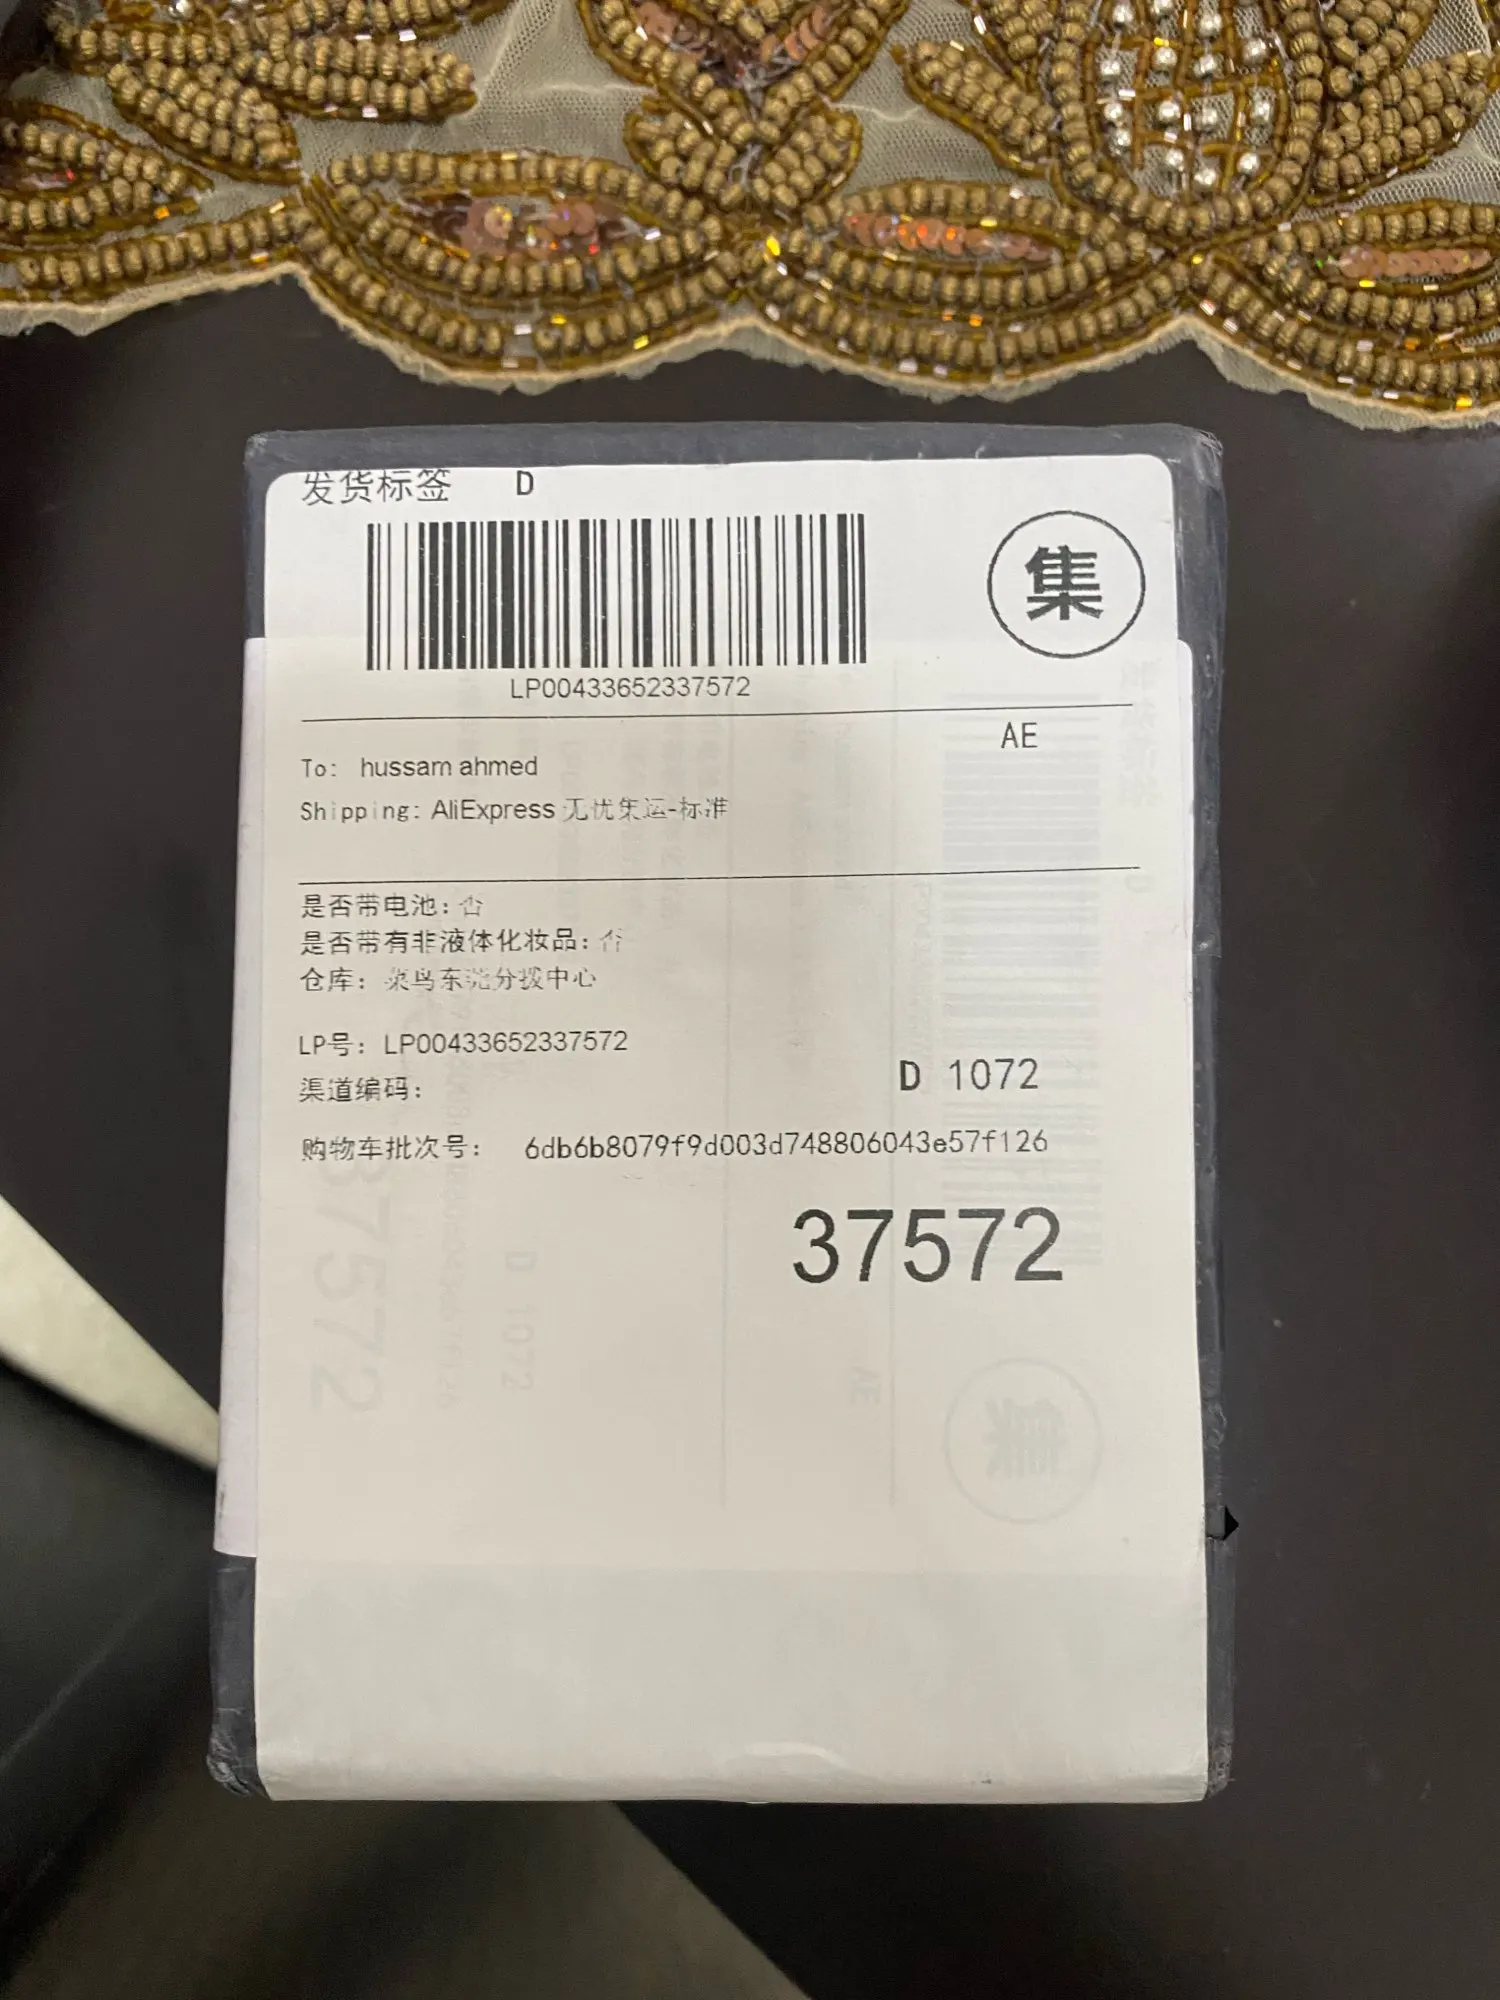 发货标签 D
集
LP00433652337572
AE
To: hussam ahmed
Shipping: AliExpress 无忧集运-标准
是否带电池: 否
是否带有非液体化妆品: 否
仓库: 菜鸟东莞分拨中心
LP号: LP00433652337572
渠道编码:
D 1072
购物车批次号: 6db6b8079f9d003d748806043e57f126
37572